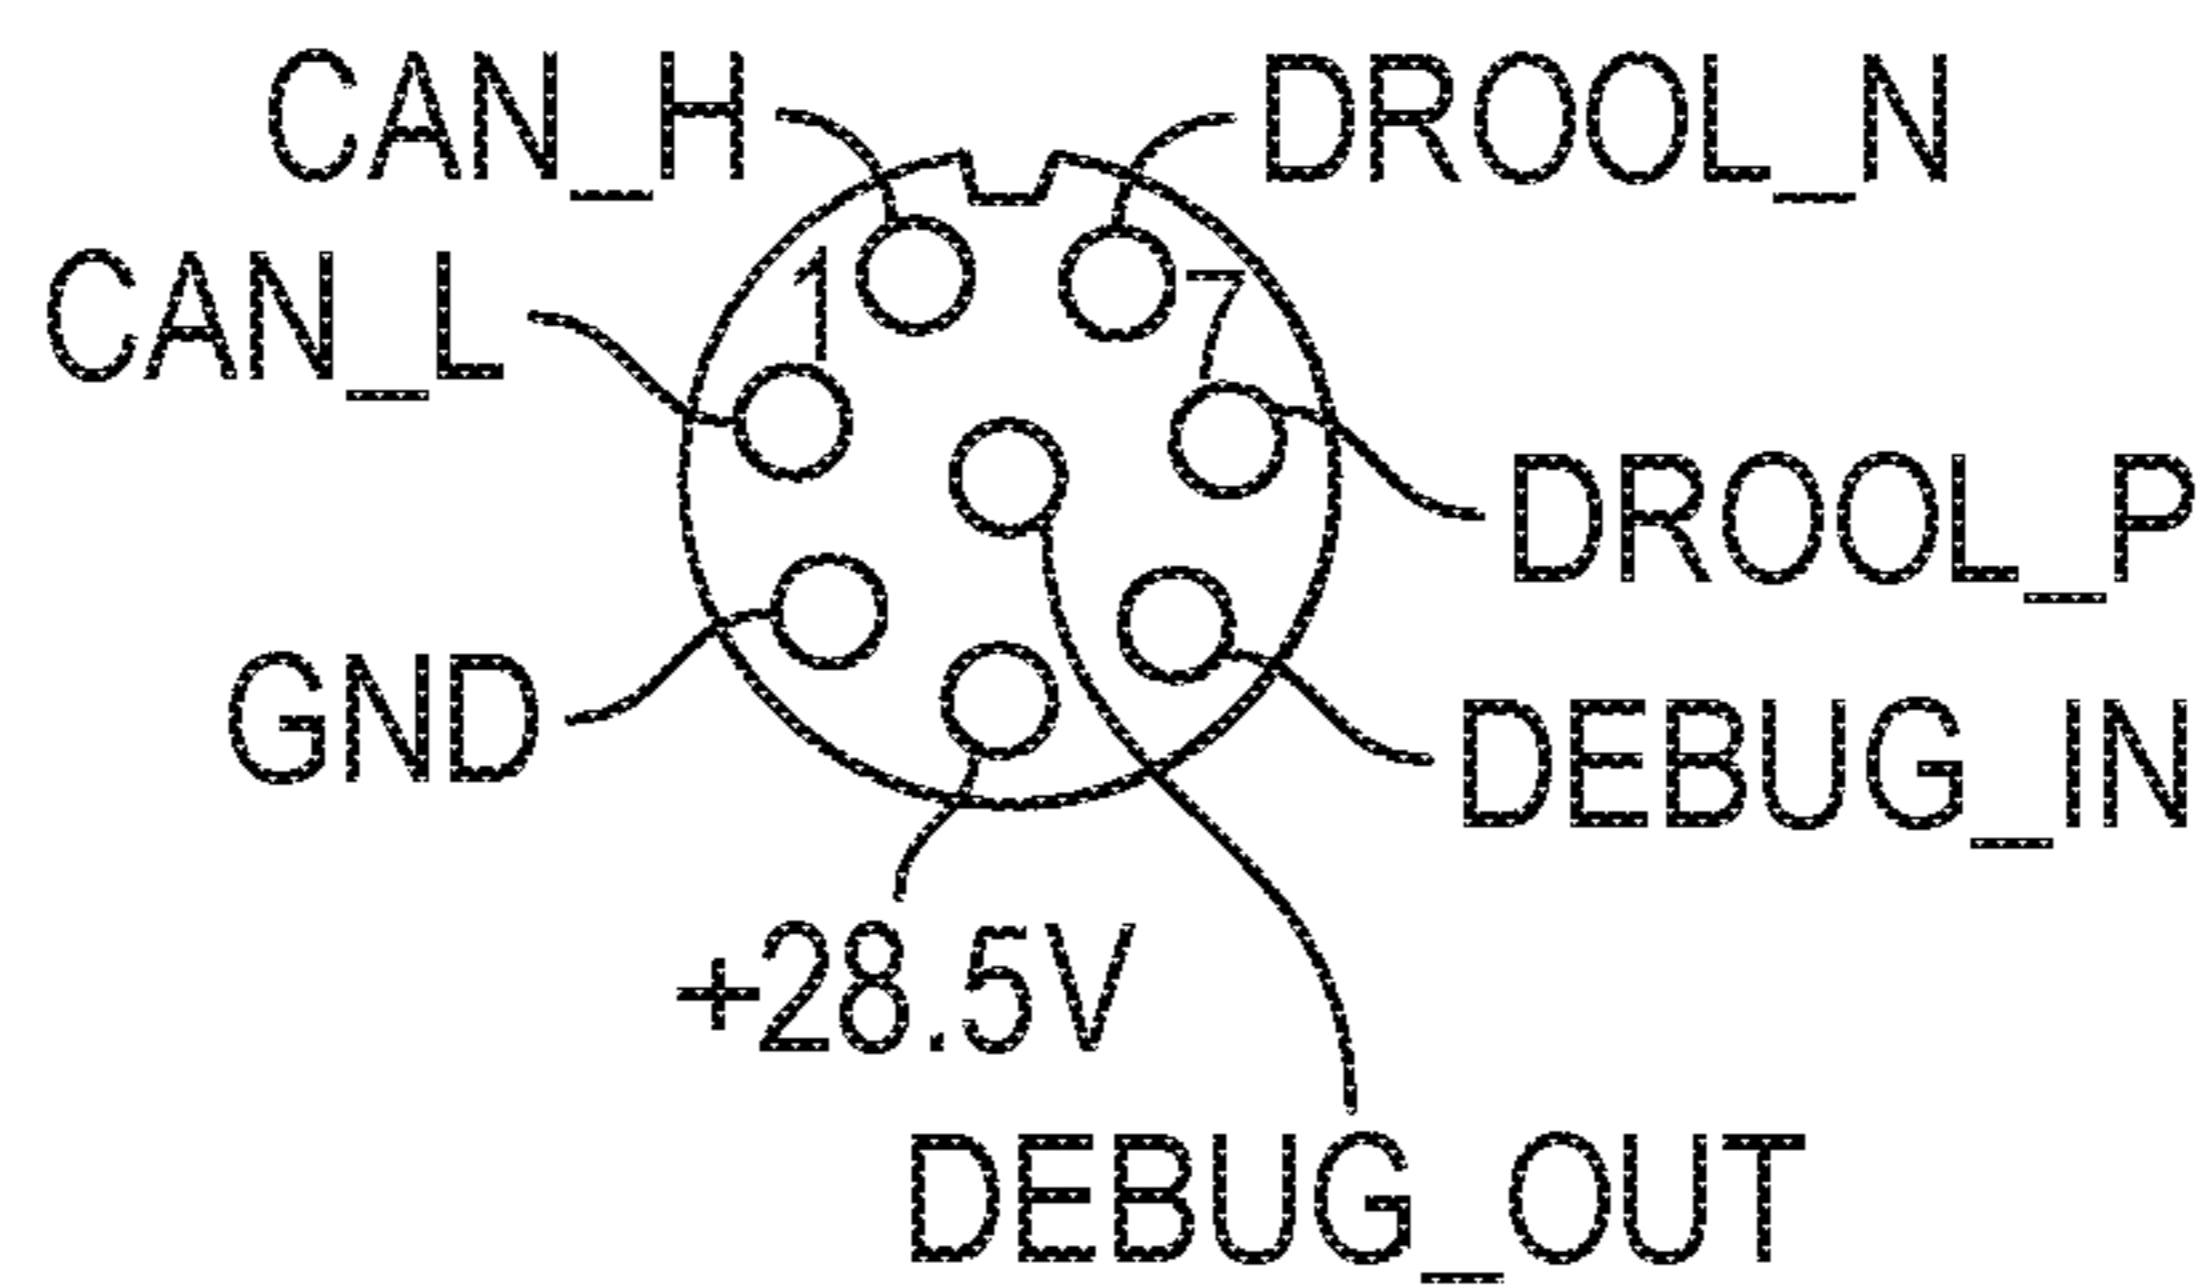 CAN_H
DROOL_N
CAN_L
1
7
DROOL_P
GND
DEBUG_IN
+28.5V
DEBUG_OUT